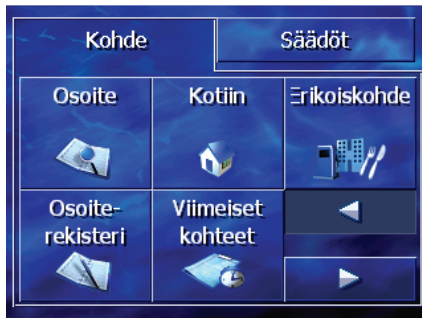 Kohde
Säädöt
Osoite
Kotiin
Erikoiskohde
Osoite-
rekisteri
Viimeiset
kohteet